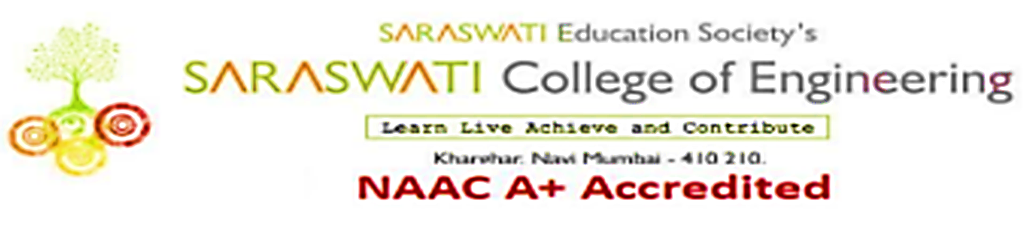 SARASWATI Education Society's
SARASWATI College of Engineering
Learn Live Achieve and Contribute
Kharghar, Navi Mumbai - 410 210.
NAAC A+ Accredited